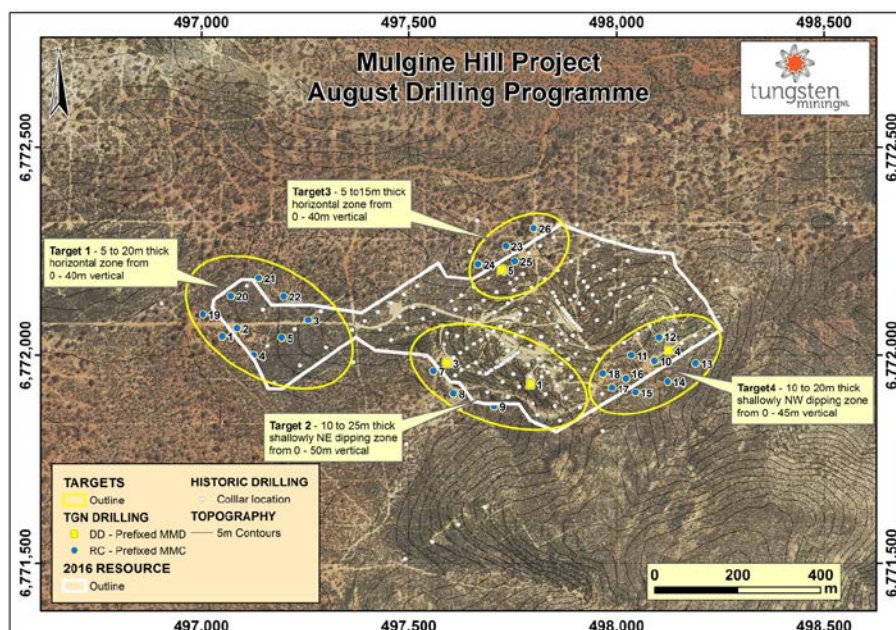 497,000
497,500
498,000
498,500
Mulgine Hill Project
August Drilling Programme
tungsten
miningNL
6,772,500
6,772,500
Target3 - 5 to15m thick
horizontal zone from
0 - 40m vertical
Target 1 - 5 to 20m thick
horizontal zone from
0 - 40m vertical
26
23
24
25
5
21
20
22
19
3
2
1
5
4
6,772,000
6,772,000
12
4
11
10
13
3
7
18
16
14
1
17
15
8
9
Target4 - 10 to 20m thick
shallowly NW dipping zone
from 0 - 45m vertical
Target 2 - 10 to 25m thick
shallowly NE dipping zone
from 0 - 50m vertical
TARGETS
Outline
TGN DRILLING
DD - Prefixed MMD
RC - Prefixed MMC
2016 RESOURCE
Outline
HISTORIC DRILLING
Colllar location
TOPOGRAPHY
5m Contours
6,771,500
6,771,500
0 200 400
m
497,000
497,500
498,000
498,500